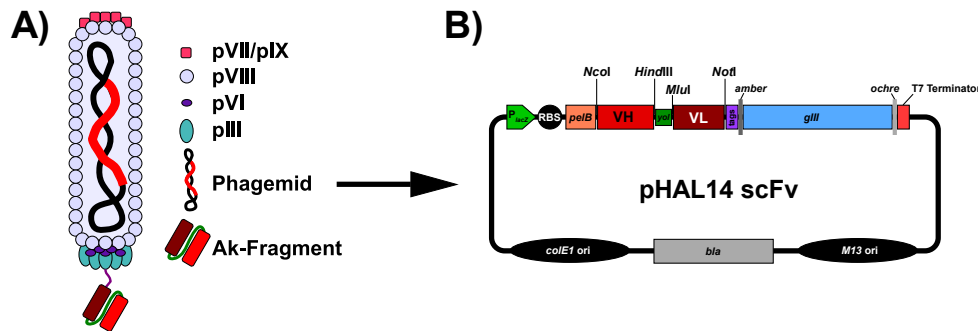 A)
pVII/pIX
pVIII
pVI
pIII
Phagemid
Ak-Fragment
B)
NcoI
HindIII
MluI
NotI
amber
ochre
T7 Terminator
PlacZ
RBS
pelB
VH
yol
VL
tags
gIII
pHAL14 scFv
colE1 ori
bla
M13 ori